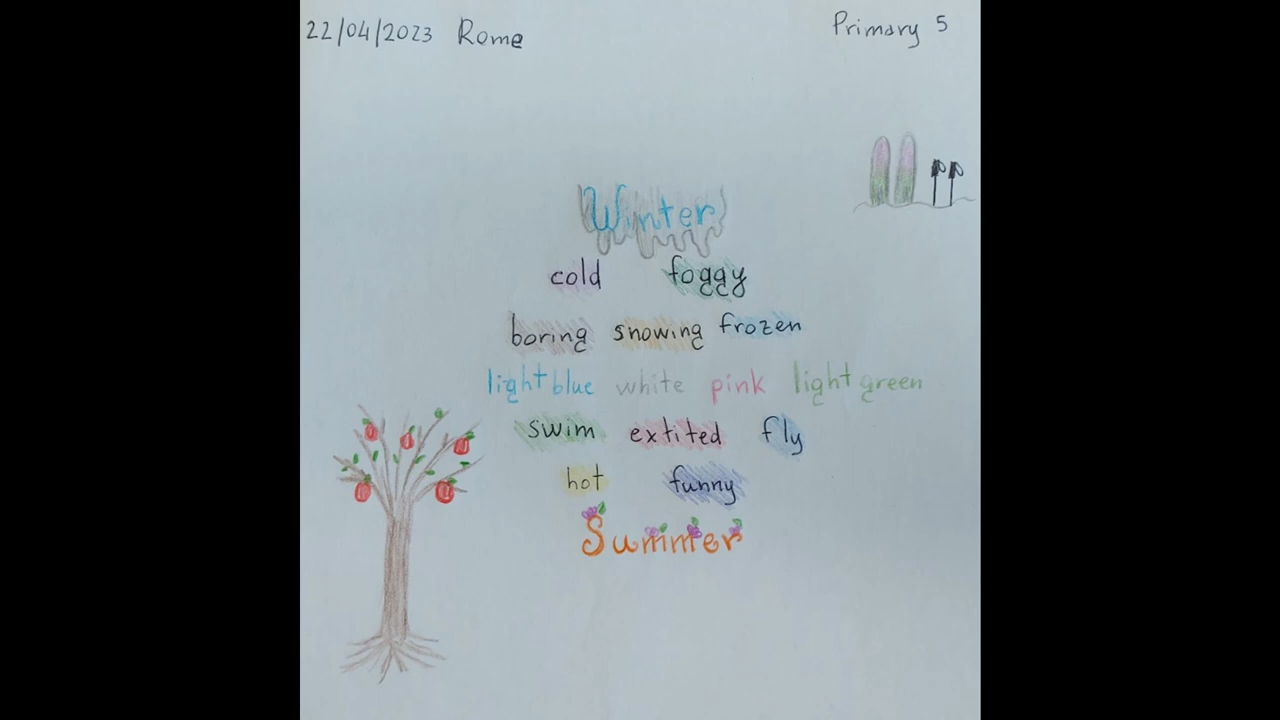 22/04/2023 Rome Primary 5
Winter
cold foggy
boring snowing frozen
light blue white pink light green
swim extited fly
hot funny
Summer